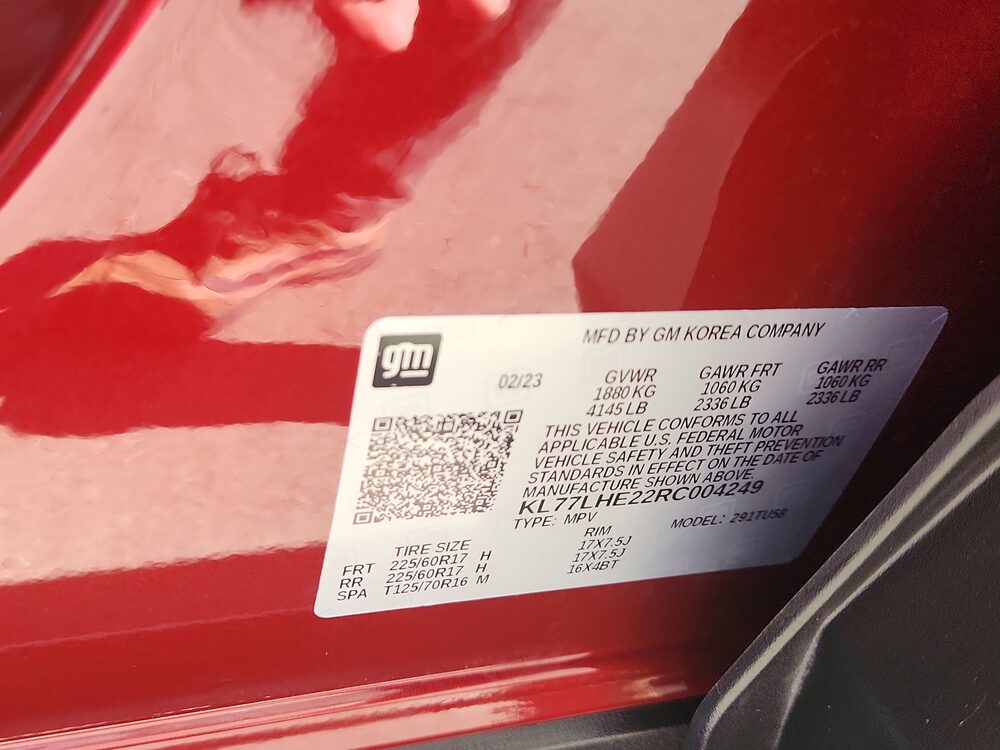 gm
MFD BY GM KOREA COMPANY
02/23
GVWR GAWR FRT GAWR RR
1880 KG 1060 KG 1060 KG
4145 LB 2336 LB 2336 LB
THIS VEHICLE CONFORMS TO ALL
APPLICABLE U.S. FEDERAL MOTOR
VEHICLE SAFETY AND THEFT PREVENTION
STANDARDS IN EFFECT ON THE DATE OF
MANUFACTURE SHOWN ABOVE.
KL77LHE22RC004249
TYPE: MPV MODEL: 291TU58
TIRE SIZE RIM
FRT 225/60R17 H 17X7.5J
RR 225/60R17 H 17X7.5J
SPA T125/70R16 M 16X4BT